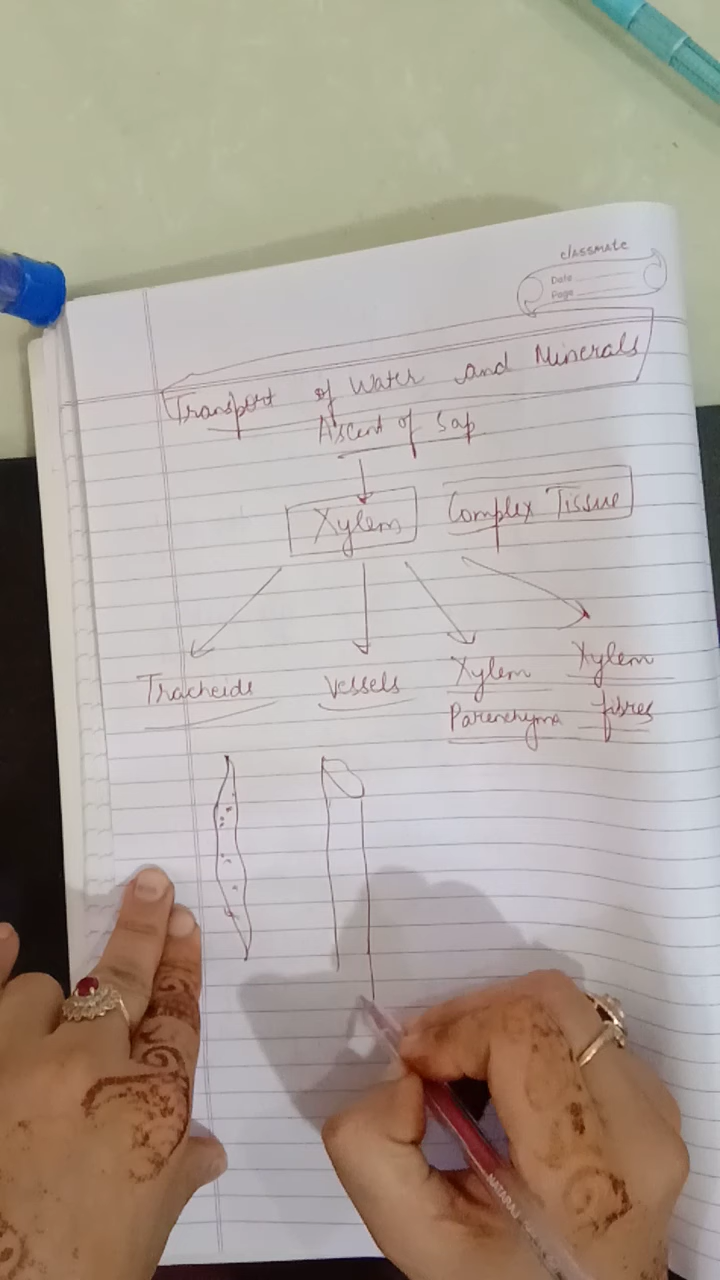 classmate
Date
Page
Transport of Water and Minerals
Ascent of Sap
Xylem Complex Tissue
Tracheids Vessels Xylem Parenchyma Xylem fibres
NATARAJ